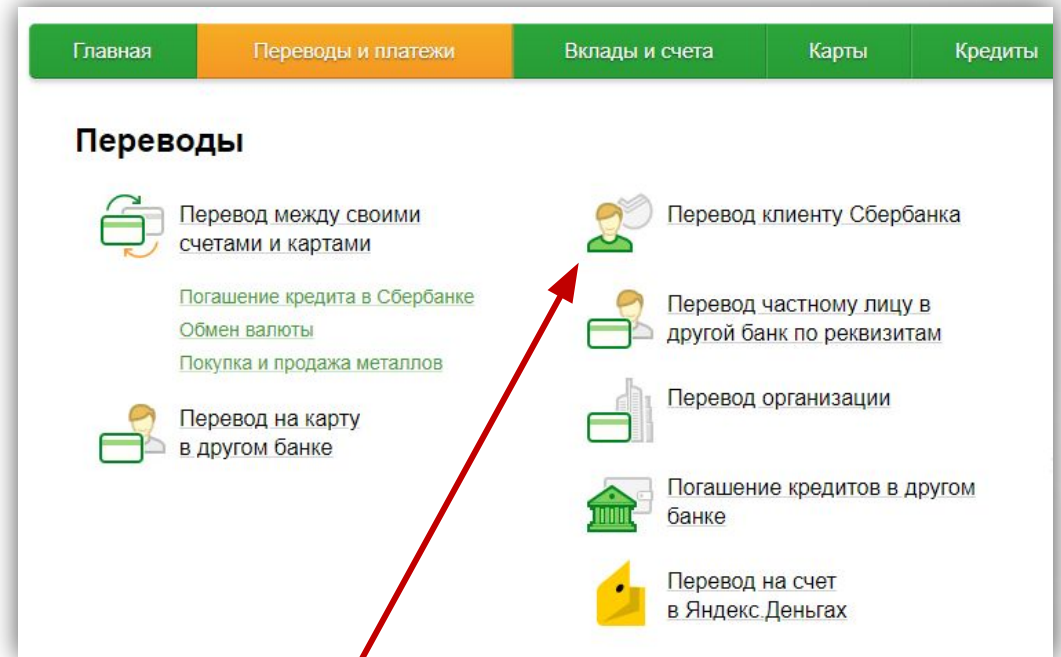 Главная Переводы и платежи Вклады и счета Карты Кредиты
Переводы
Перевод между своими
счетами и картами
Погашение кредита в Сбербанке
Обмен валюты
Покупка и продажа металлов
Перевод на карту
в другом банке
Перевод клиенту Сбербанка
Перевод частному лицу в
другой банк по реквизитам
Перевод организации
Погашение кредитов в другом
банке
Перевод на счет
в Яндекс.Деньгах